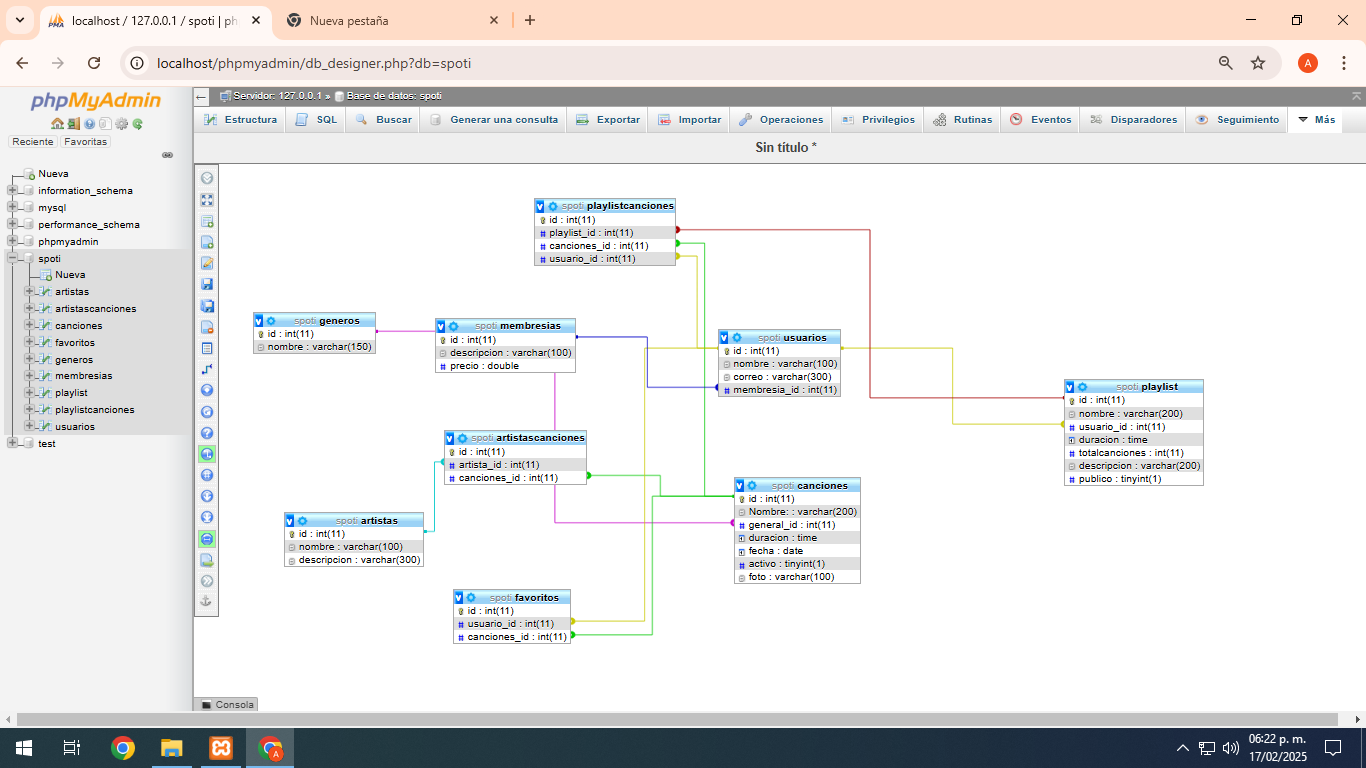 localhost / 127.0.0.1 / spoti | ph
Nueva pestaña
localhost/phpmyadmin/db_designer.php?db=spoti
A
phpMyAdmin
Reciente
Favoritas
Nueva
information_schema
mysql
performance_schema
phpmyadmin
spoti
Nueva
artistas
artistascanciones
canciones
favoritos
generos
membresias
playlist
playlistcanciones
usuarios
test
Servidor: 127.0.0.1 » Base de datos: spoti
Estructura
SQL
Buscar
Generar una consulta
Exportar
Importar
Operaciones
Privilegios
Rutinas
Eventos
Disparadores
Seguimiento
Más
Sin título *
spoti playlistcanciones
id : int(11)
playlist_id : int(11)
canciones_id : int(11)
usuario_id : int(11)
spoti generos
id : int(11)
nombre : varchar(150)
spoti membresias
id : int(11)
descripcion : varchar(100)
precio : double
spoti usuarios
id : int(11)
nombre : varchar(100)
correo : varchar(300)
membresia_id : int(11)
spoti playlist
id : int(11)
nombre : varchar(200)
usuario_id : int(11)
duracion : time
totalcanciones : int(11)
descripcion : varchar(200)
publico : tinyint(1)
spoti artistascanciones
id : int(11)
artista_id : int(11)
canciones_id : int(11)
spoti canciones
id : int(11)
Nombre: : varchar(200)
general_id : int(11)
duracion : time
fecha : date
activo : tinyint(1)
foto : varchar(100)
spoti artistas
id : int(11)
nombre : varchar(100)
descripcion : varchar(300)
spoti favoritos
id : int(11)
usuario_id : int(11)
canciones_id : int(11)
Consola
06:22 p. m.
17/02/2025